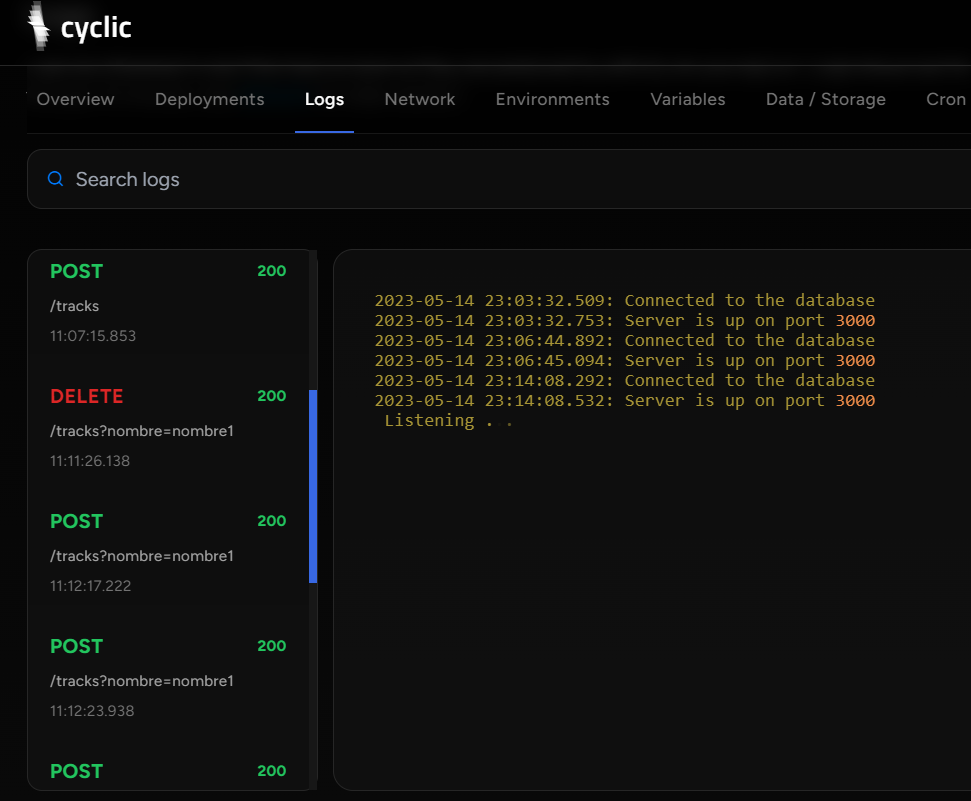 cyclic
Overview Deployments Logs Network Environments Variables Data / Storage Cron
Search logs
POST 200
/tracks
11:07:15.853
DELETE 200
/tracks?nombre=nombre1
11:11:26.138
POST 200
/tracks?nombre=nombre1
11:12:17.222
POST 200
/tracks?nombre=nombre1
11:12:23.938
POST 200
2023-05-14 23:03:32.509: Connected to the database
2023-05-14 23:03:32.753: Server is up on port 3000
2023-05-14 23:06:44.892: Connected to the database
2023-05-14 23:06:45.094: Server is up on port 3000
2023-05-14 23:14:08.292: Connected to the database
2023-05-14 23:14:08.532: Server is up on port 3000
Listening ...